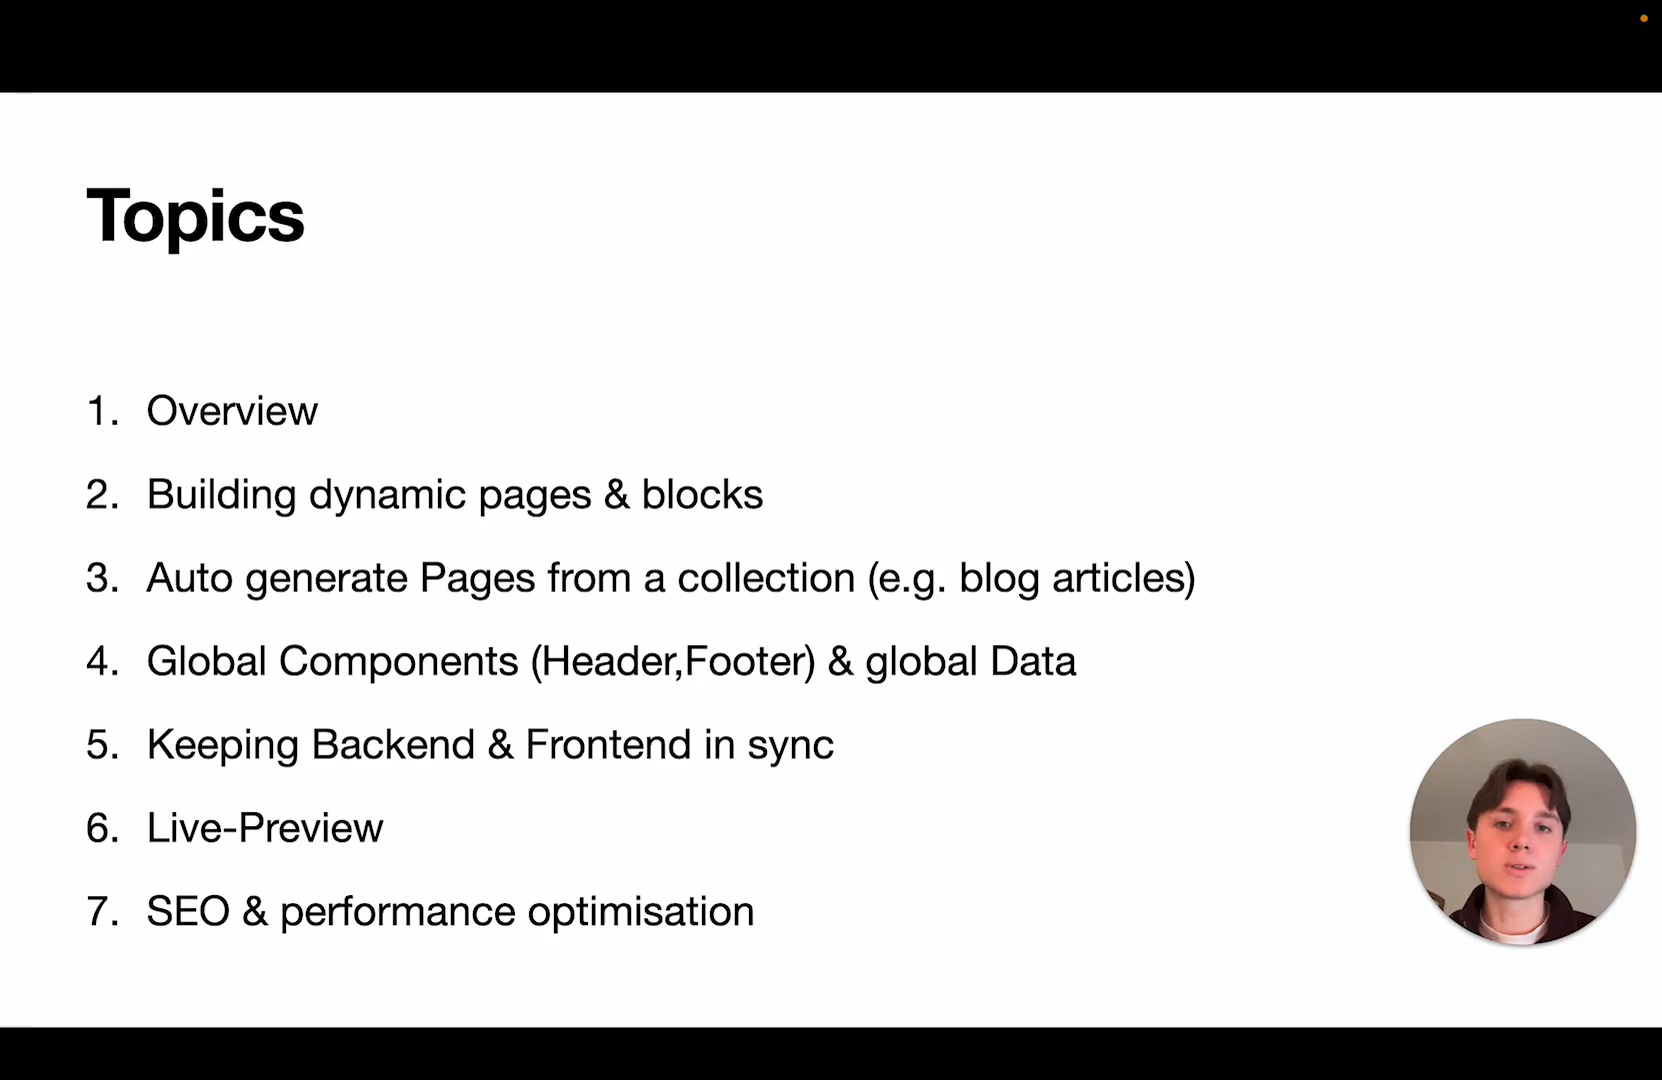 Topics
1. Overview
2. Building dynamic pages & blocks
3. Auto generate Pages from a collection (e.g. blog articles)
4. Global Components (Header,Footer) & global Data
5. Keeping Backend & Frontend in sync
6. Live-Preview
7. SEO & performance optimisation